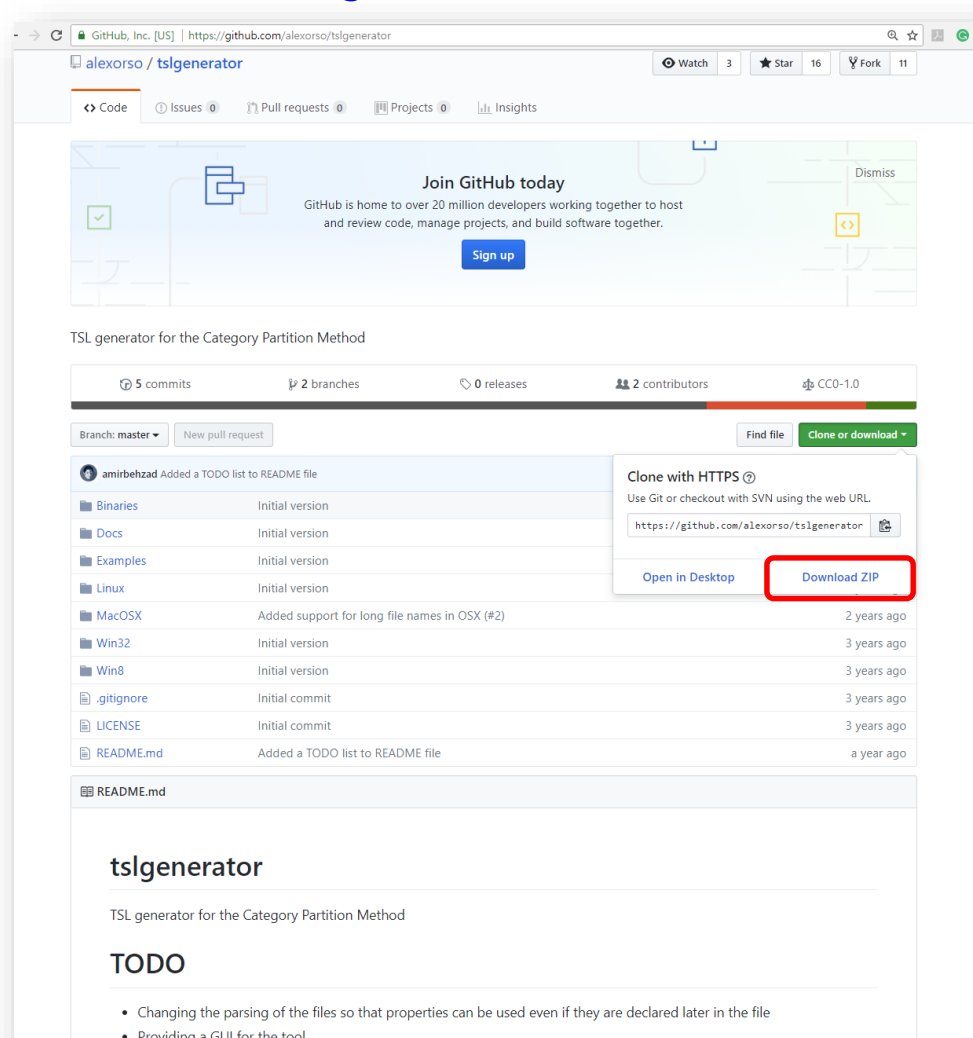 GitHub, Inc. [US] | https://github.com/alexorso/tslgenerator
alexorso / tslgenerator Watch 3 Star 16 Fork 11
Code Issues 0 Pull requests 0 Projects 0 Insights
Join GitHub today
Dismiss
GitHub is home to over 20 million developers working together to host
and review code, manage projects, and build software together.
Sign up
TSL generator for the Category Partition Method
5 commits 2 branches 0 releases 2 contributors CC0-1.0
Branch: master New pull request Find file Clone or download
amirbehzad Added a TODO list to README file
Clone with HTTPS
Use Git or checkout with SVN using the web URL.
https://github.com/alexorso/tslgenerator
Open in Desktop Download ZIP
Binaries Initial version
Docs Initial version
Examples Initial version
Linux Initial version
MacOSX Added support for long file names in OSX (#2) 2 years ago
Win32 Initial version 3 years ago
Win8 Initial version 3 years ago
.gitignore Initial commit 3 years ago
LICENSE Initial commit 3 years ago
README.md Added a TODO list to README file a year ago
README.md
tslgenerator
TSL generator for the Category Partition Method
TODO
• Changing the parsing of the files so that properties can be used even if they are declared later in the file
• Providing a GUI for the tool